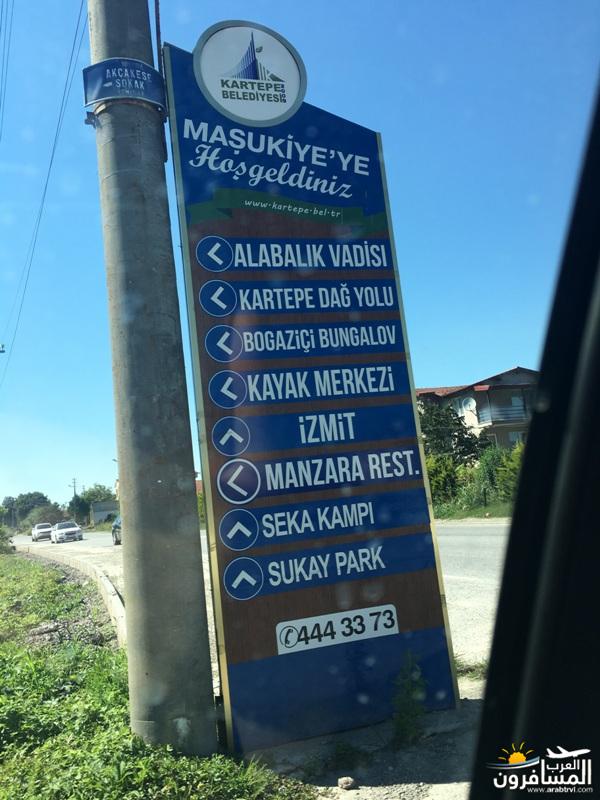 AKÇAKESE
SOKAK
KARTEPE
BELEDİYESİ
MAŞUKİYE'YE
Hoşgeldiniz
www.kartepe.bel.tr
ALABALIK VADİSİ
KARTEPE DAĞ YOLU
BOGAZİÇİ BUNGALOV
KAYAK MERKEZİ
İZMİT
MANZARA REST.
SEKA KAMPI
SUKAY PARK
444 33 73
العرب
المسافرون
www.arabtrvl.com